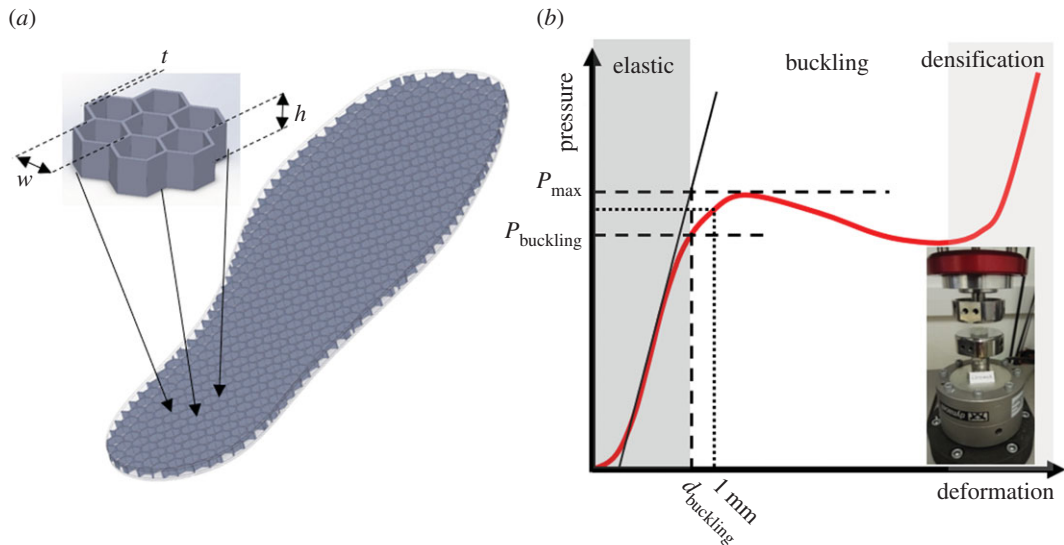 (a)
t
h
w
(b)
elastic
buckling
densification
pressure
P_max
P_buckling
d_buckling
1 mm
deformation